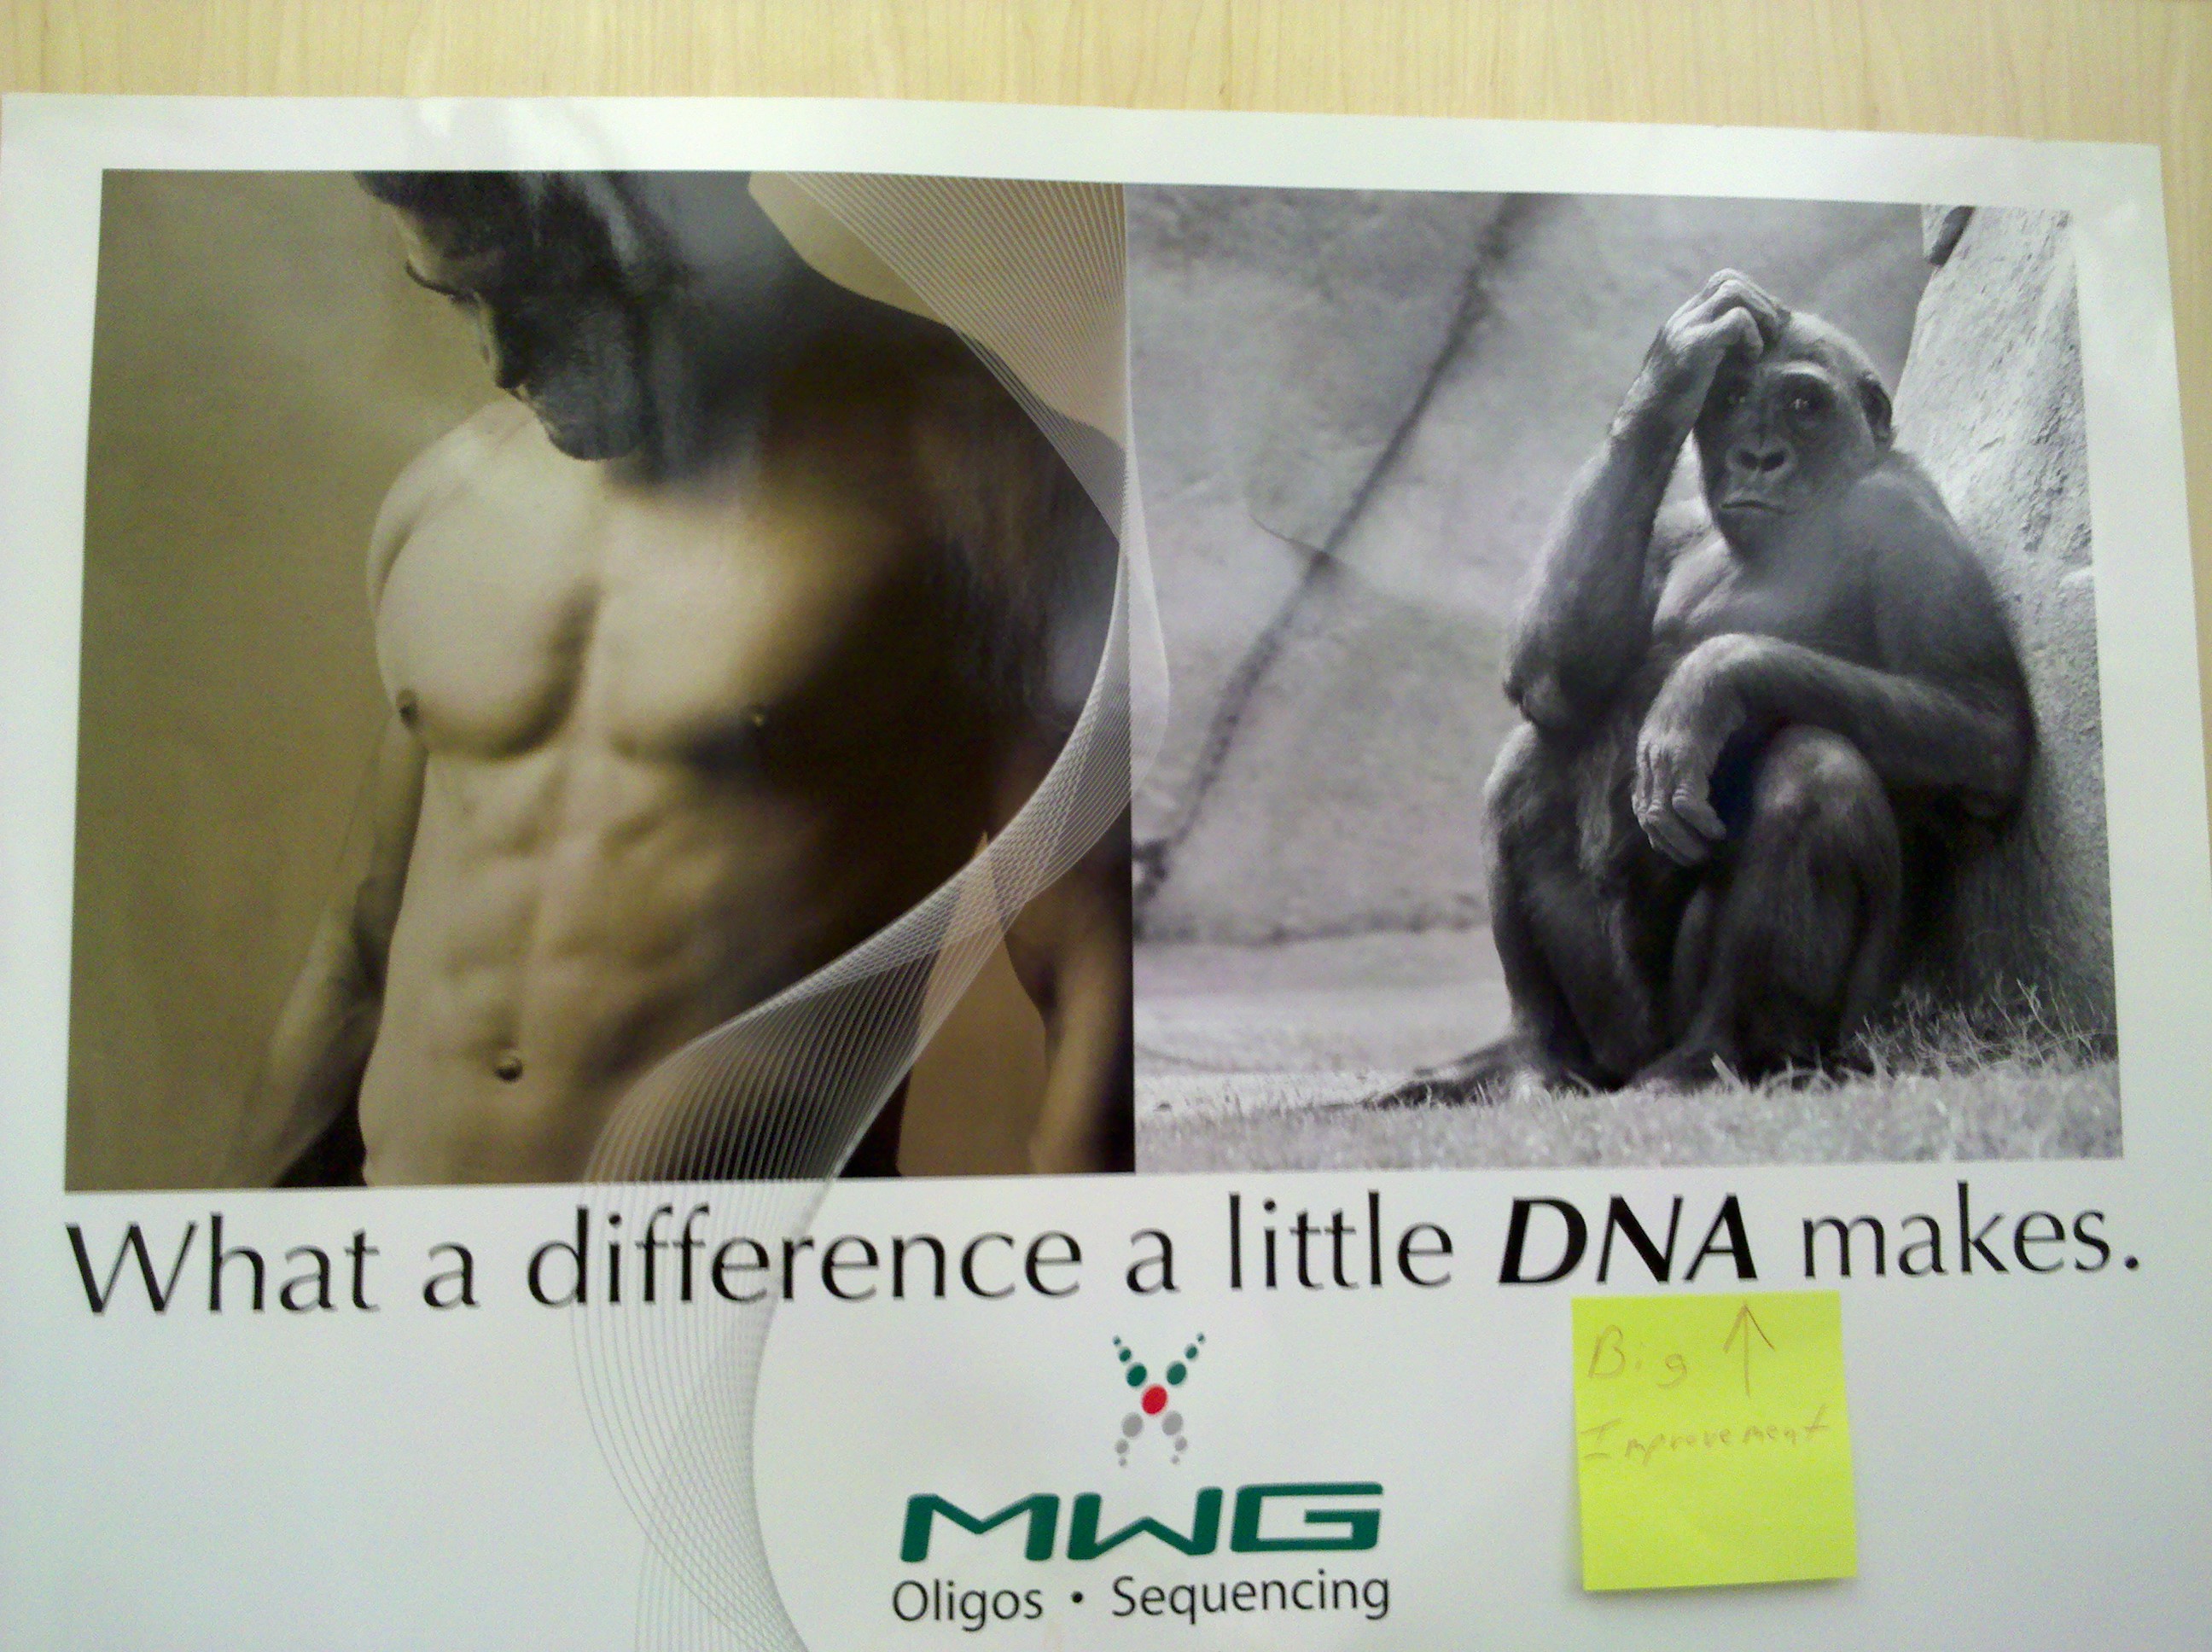 What a difference a little DNA makes.
Big
Improvement
MWG
Oligos • Sequencing